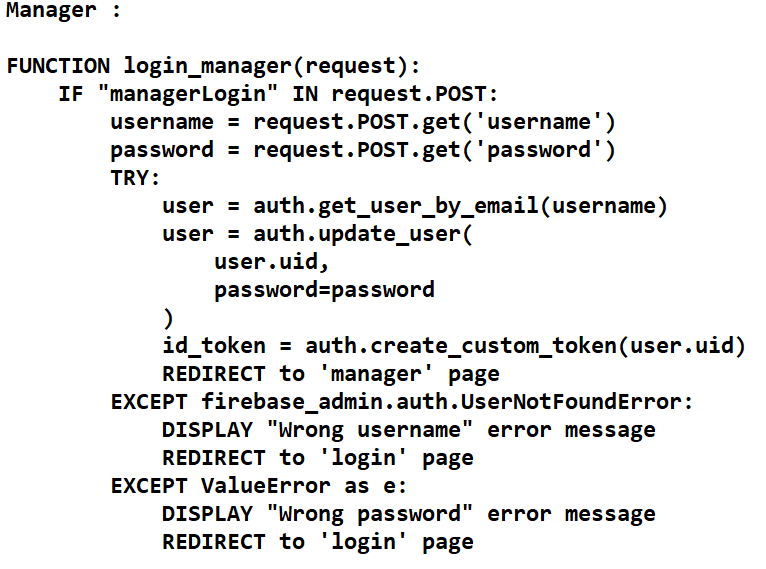 Manager :
FUNCTION login_manager(request):
IF "managerLogin" IN request.POST:
username = request.POST.get('username')
password = request.POST.get('password')
TRY:
user = auth.get_user_by_email(username)
user = auth.update_user(
user.uid,
password=password
)
id_token = auth.create_custom_token(user.uid)
REDIRECT to 'manager' page
EXCEPT firebase_admin.auth.UserNotFoundError:
DISPLAY "Wrong username" error message
REDIRECT to 'login' page
EXCEPT ValueError as e:
DISPLAY "Wrong password" error message
REDIRECT to 'login' page